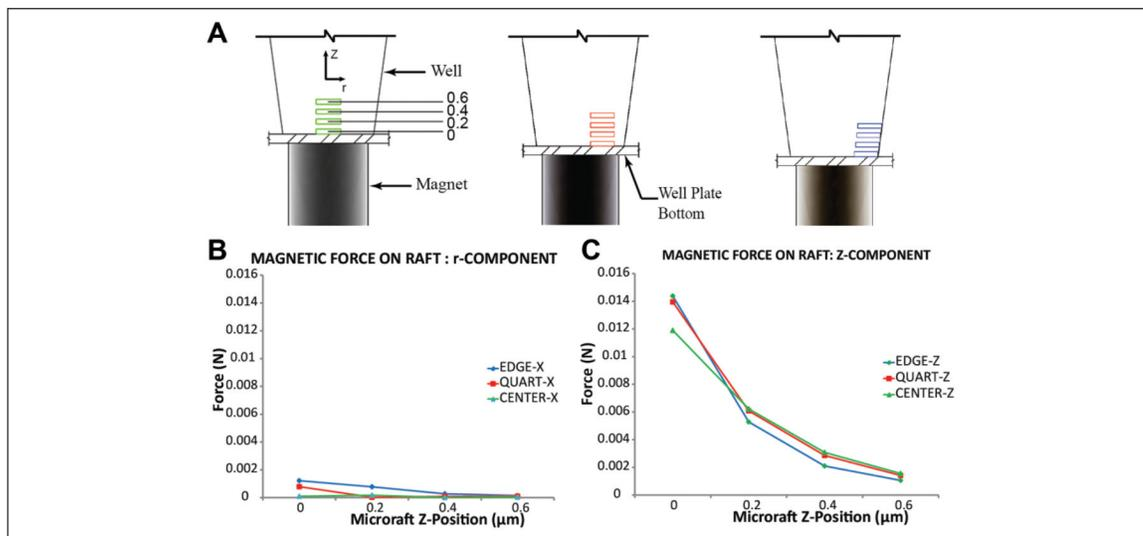 A
Z
r
Well
0.6
0.4
0.2
0
Magnet
Well Plate
Bottom
B
MAGNETIC FORCE ON RAFT : r-COMPONENT
0.016
0.014
0.012
0.01
0.008
0.006
0.004
0.002
0
Force (N)
EDGE-X
QUART-X
CENTER-X
0 0.2 0.4 0.6
Microraft Z-Position (μm)
C
MAGNETIC FORCE ON RAFT: Z-COMPONENT
0.016
0.014
0.012
0.01
0.008
0.006
0.004
0.002
0
Force (N)
EDGE-Z
QUART-Z
CENTER-Z
0 0.2 0.4 0.6
Microraft Z-Position (μm)